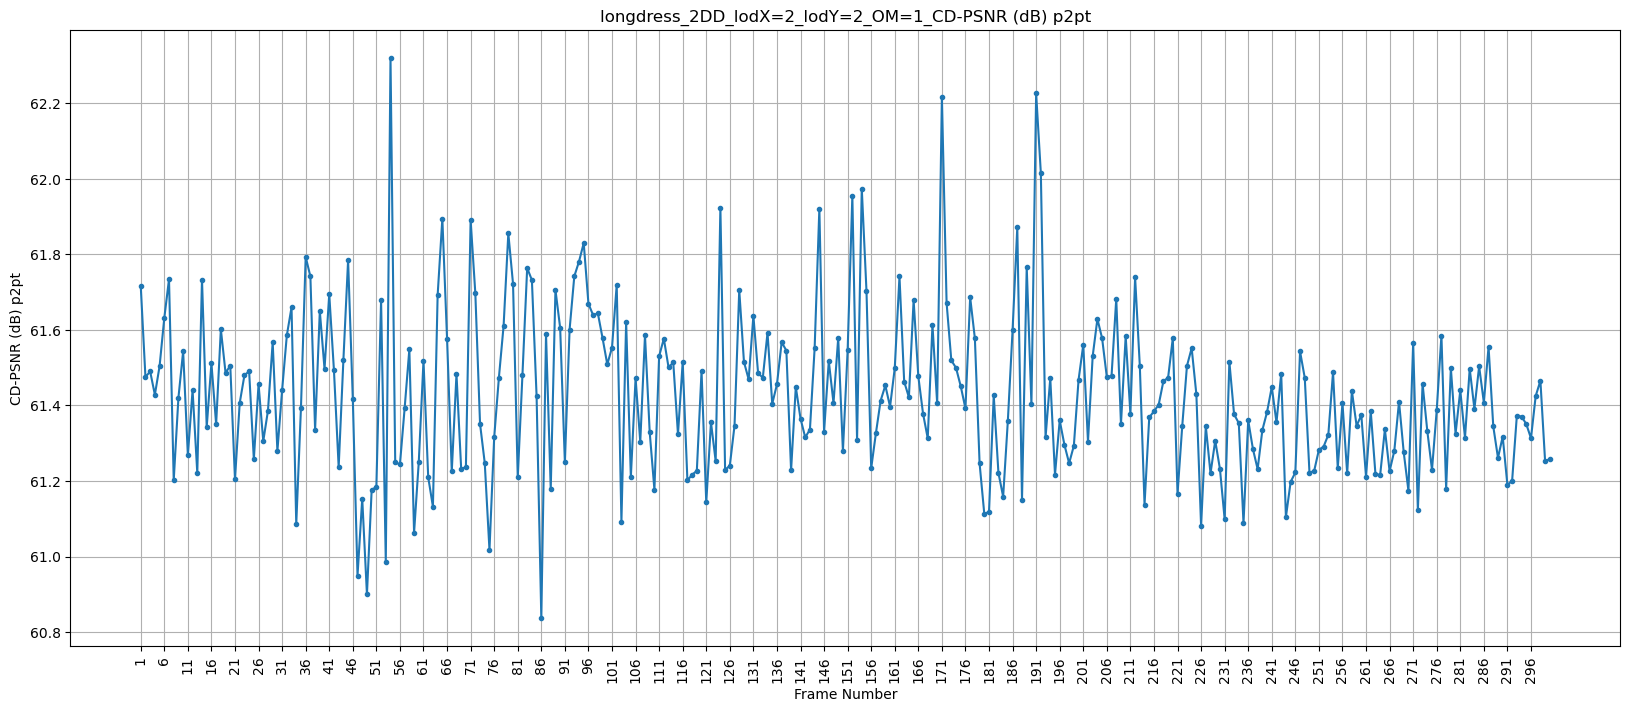 longdress_2DD_lodX=2_lodY=2_OM=1_CD-PSNR (dB) p2pt
CD-PSNR (dB) p2pt
62.2
62.0
61.8
61.6
61.4
61.2
61.0
60.8
1 6 11 16 21 26 31 36 41 46 51 56 61 66 71 76 81 86 91 96 101 106 111 116 121 126 131 136 141 146 151 156 161 166 171 176 181 186 191 196 201 206 211 216 221 226 231 236 241 246 251 256 261 266 271 276 281 286 291 296
Frame Number